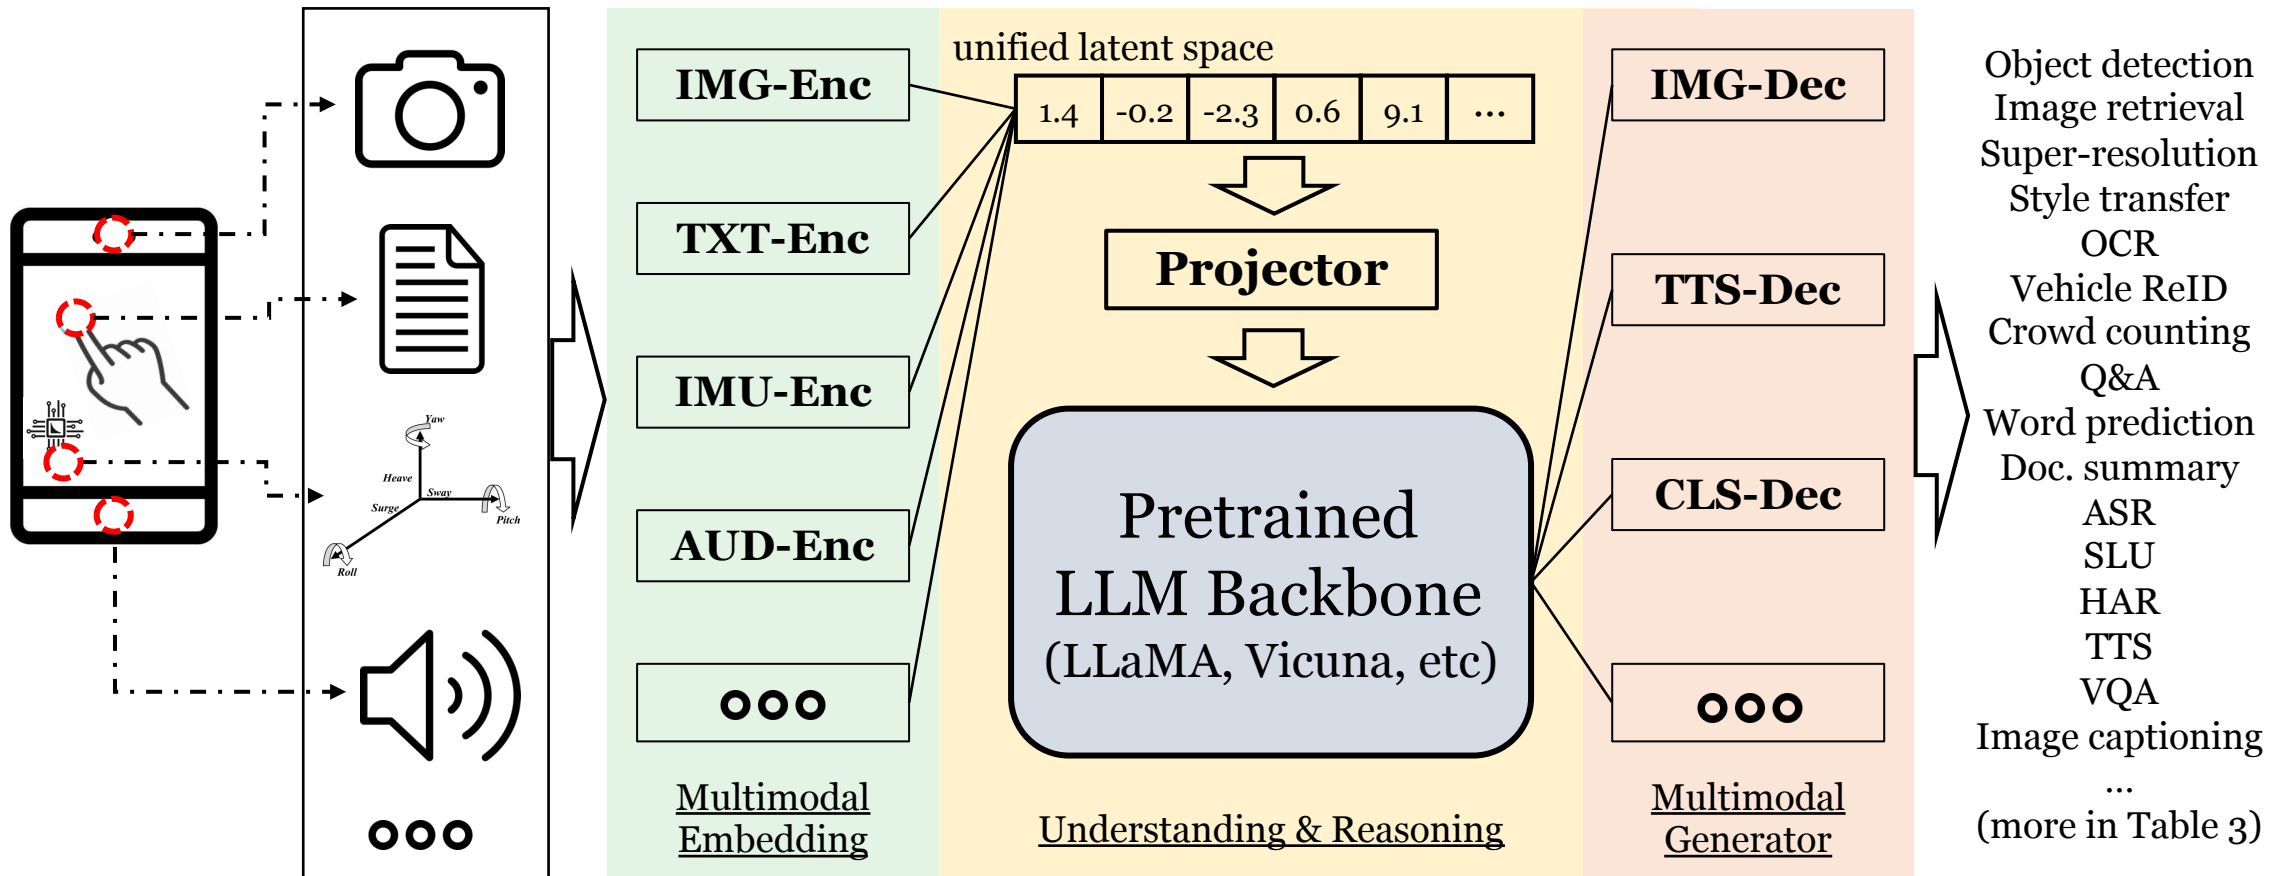 Yaw
Heave
Sway
Surge
Pitch
Roll
IMG-Enc
TXT-Enc
IMU-Enc
AUD-Enc
Multimodal
Embedding
unified latent space
1.4 -0.2 -2.3 0.6 9.1 ...
Projector
Pretrained
LLM Backbone
(LLaMA, Vicuna, etc)
Understanding & Reasoning
IMG-Dec
TTS-Dec
CLS-Dec
Multimodal
Generator
Object detection
Image retrieval
Super-resolution
Style transfer
OCR
Vehicle ReID
Crowd counting
Q&A
Word prediction
Doc. summary
ASR
SLU
HAR
TTS
VQA
Image captioning
...
(more in Table 3)